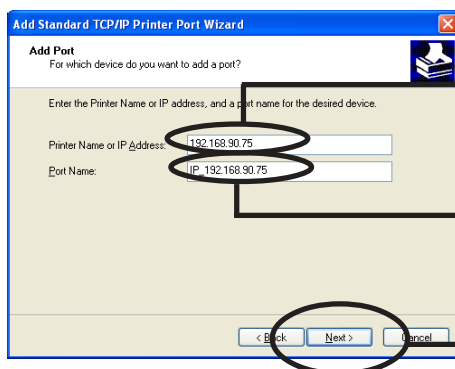 Add Standard TCP/IP Printer Port Wizard
Add Port
For which device do you want to add a port?
Enter the Printer Name or IP address, and a port name for the desired device.
Printer Name or IP Address: 192.168.90.75
Port Name: IP_192.168.90.75
< Back Next > Cancel